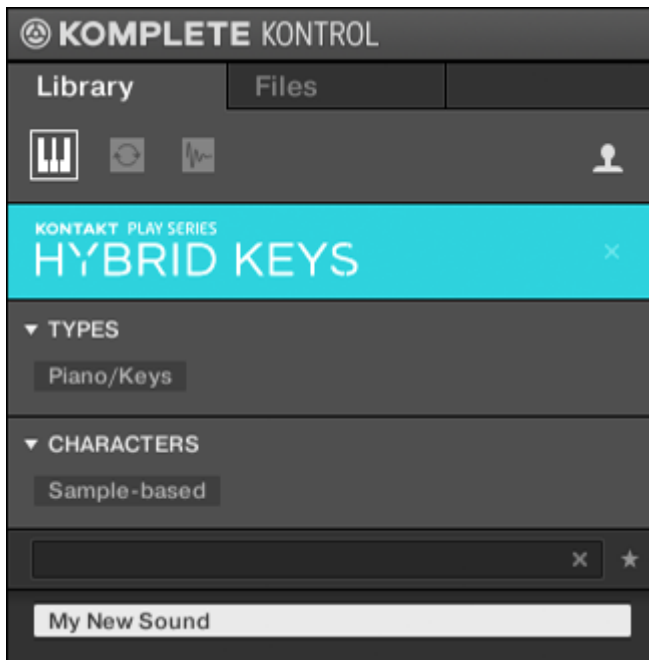 KOMPLETE KONTROL
Library Files
KONTAKT PLAY SERIES
HYBRID KEYS
TYPES
Piano/Keys
CHARACTERS
Sample-based
My New Sound